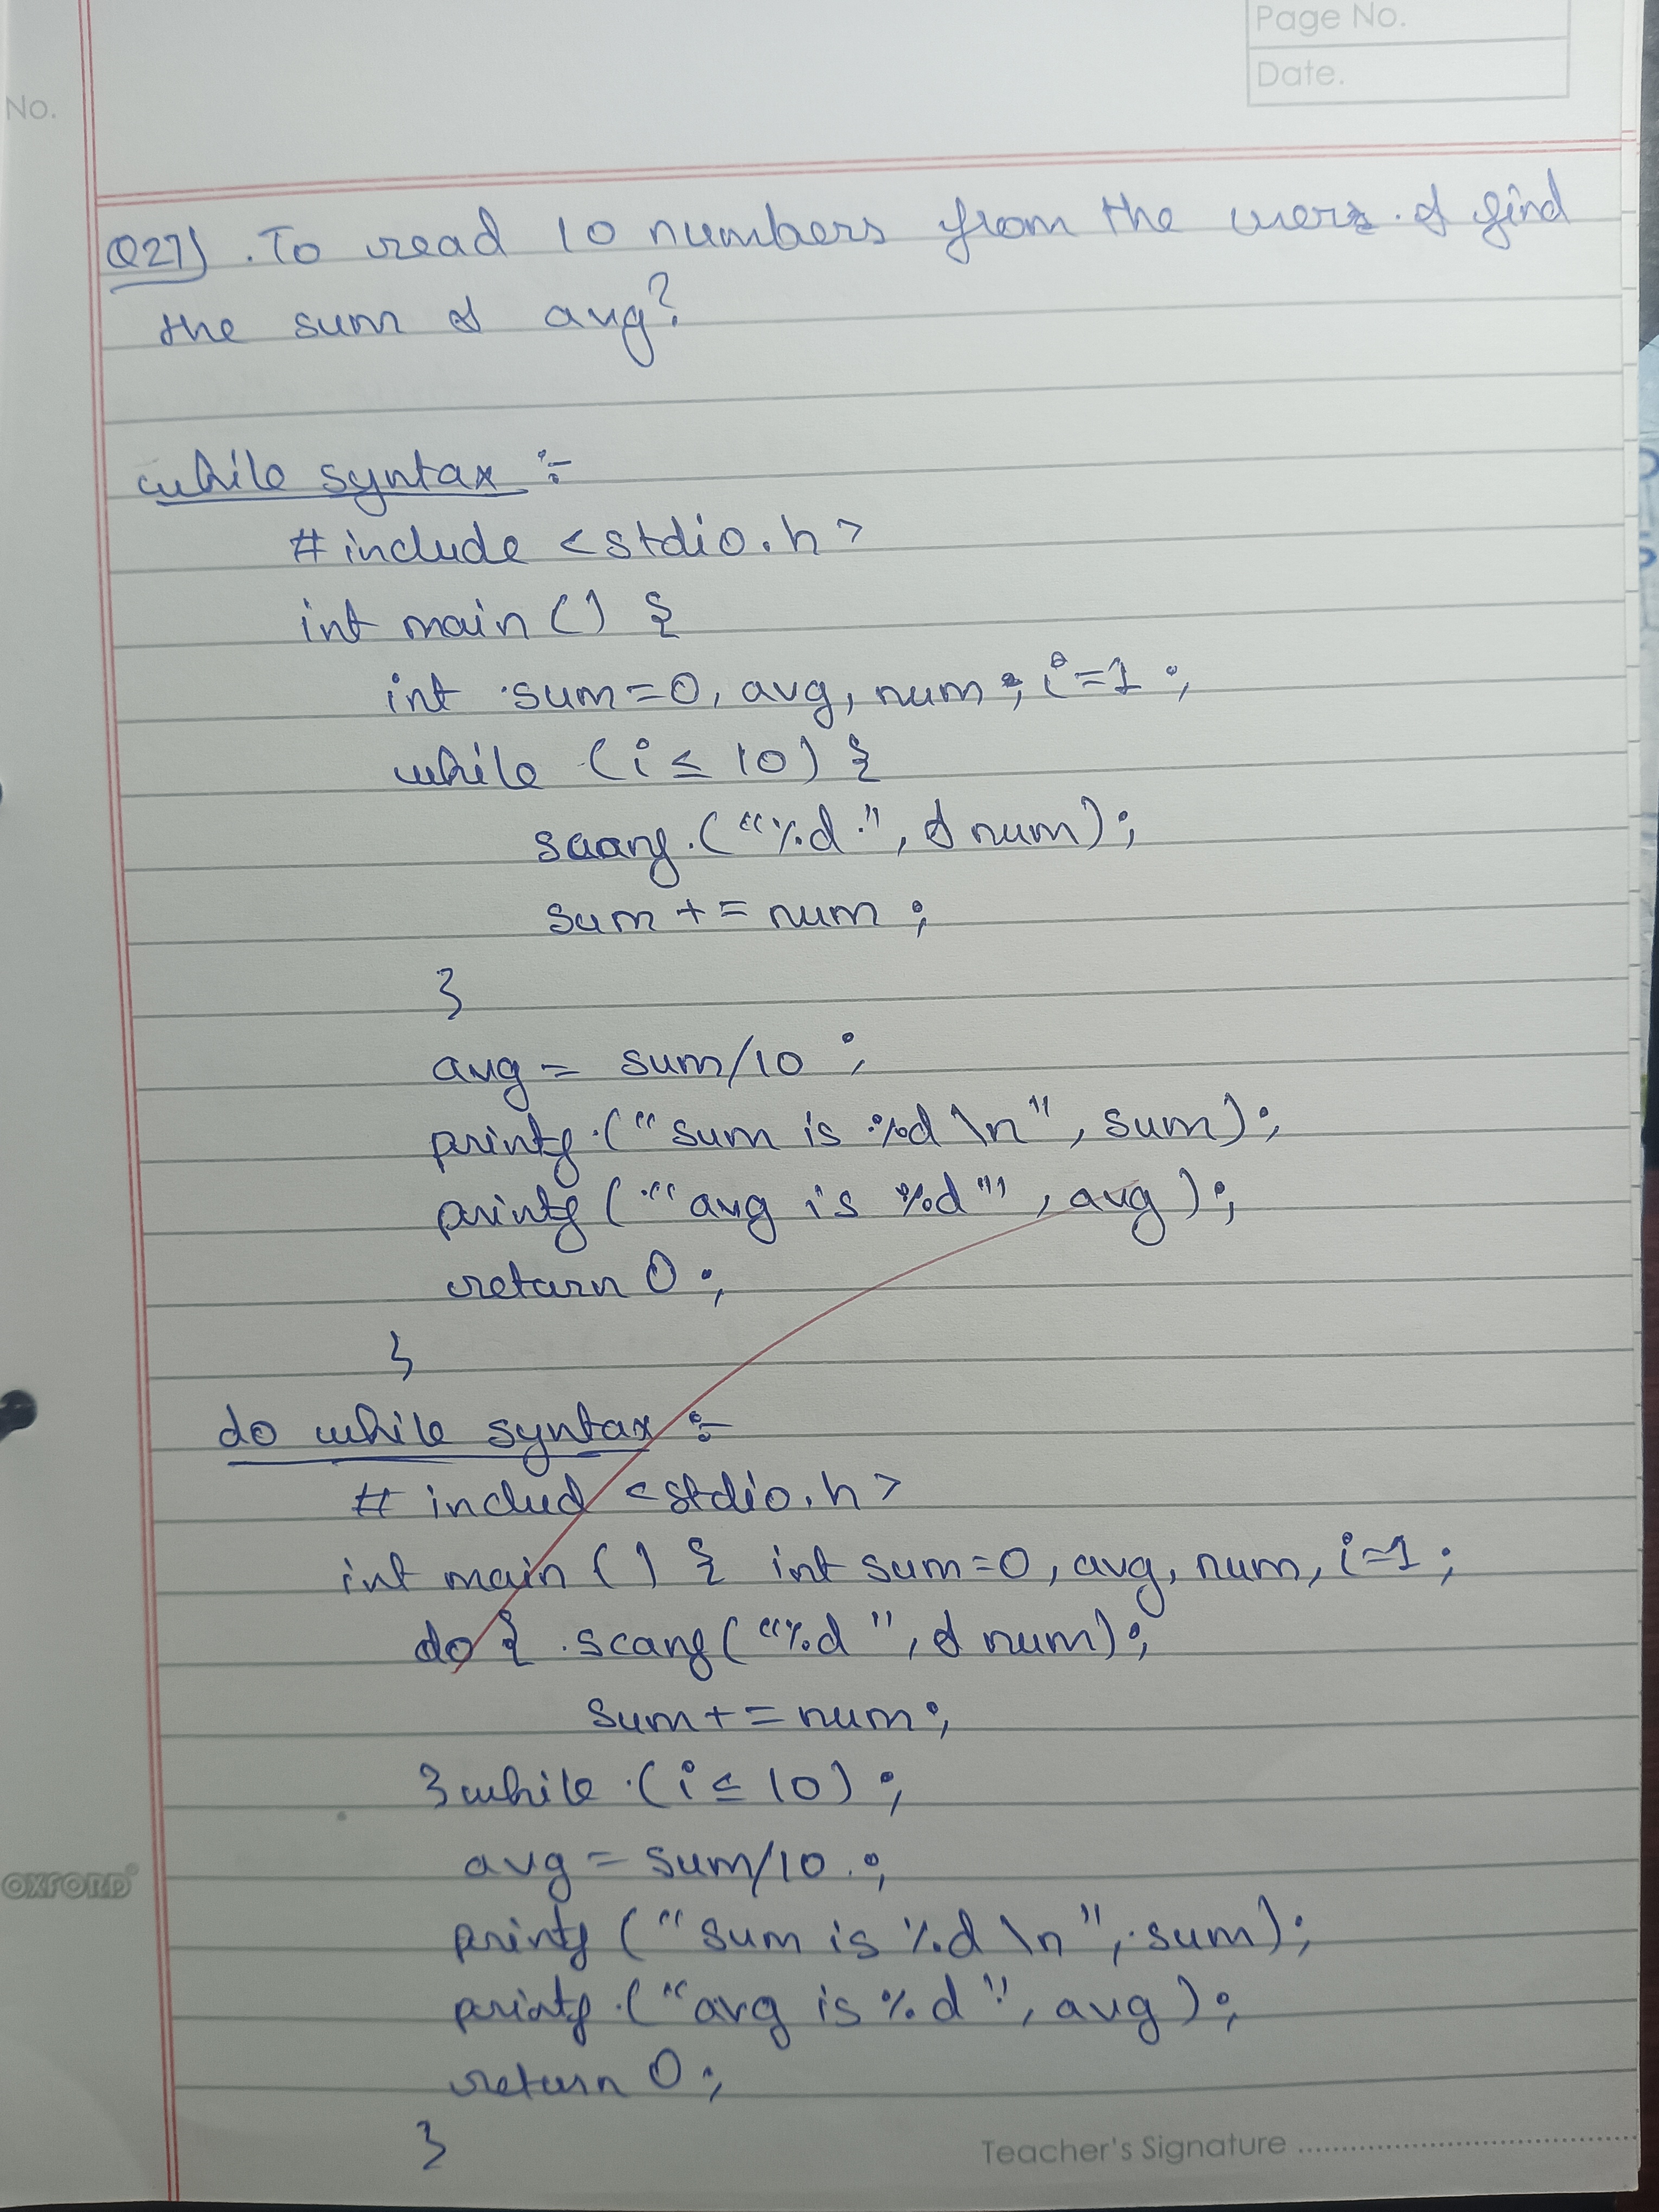 Page No.
Date.
No.
Q27) . To read 10 numbers from the users & find
the sum & avg?
while syntax :-
#include <stdio.h>
int main () {
int sum=0, avg, num; i=1;
while (i ≤ 10) {
scanf ("%d", &num);
sum += num;
}
avg = sum/10;
printf ("sum is %d \n", sum);
printf ("avg is %d", avg);
return 0;
}
do while syntax :-
# includ <stdio.h>
int main () { int sum=0, avg, num, i=1;
do { scanf ("%d", &num);
sum += num;
} while (i ≤ 10);
avg = sum/10;
printf ("sum is %d \n", sum);
printf ("avg is %d", avg);
return 0;
}
OXFORD
Teacher's Signature